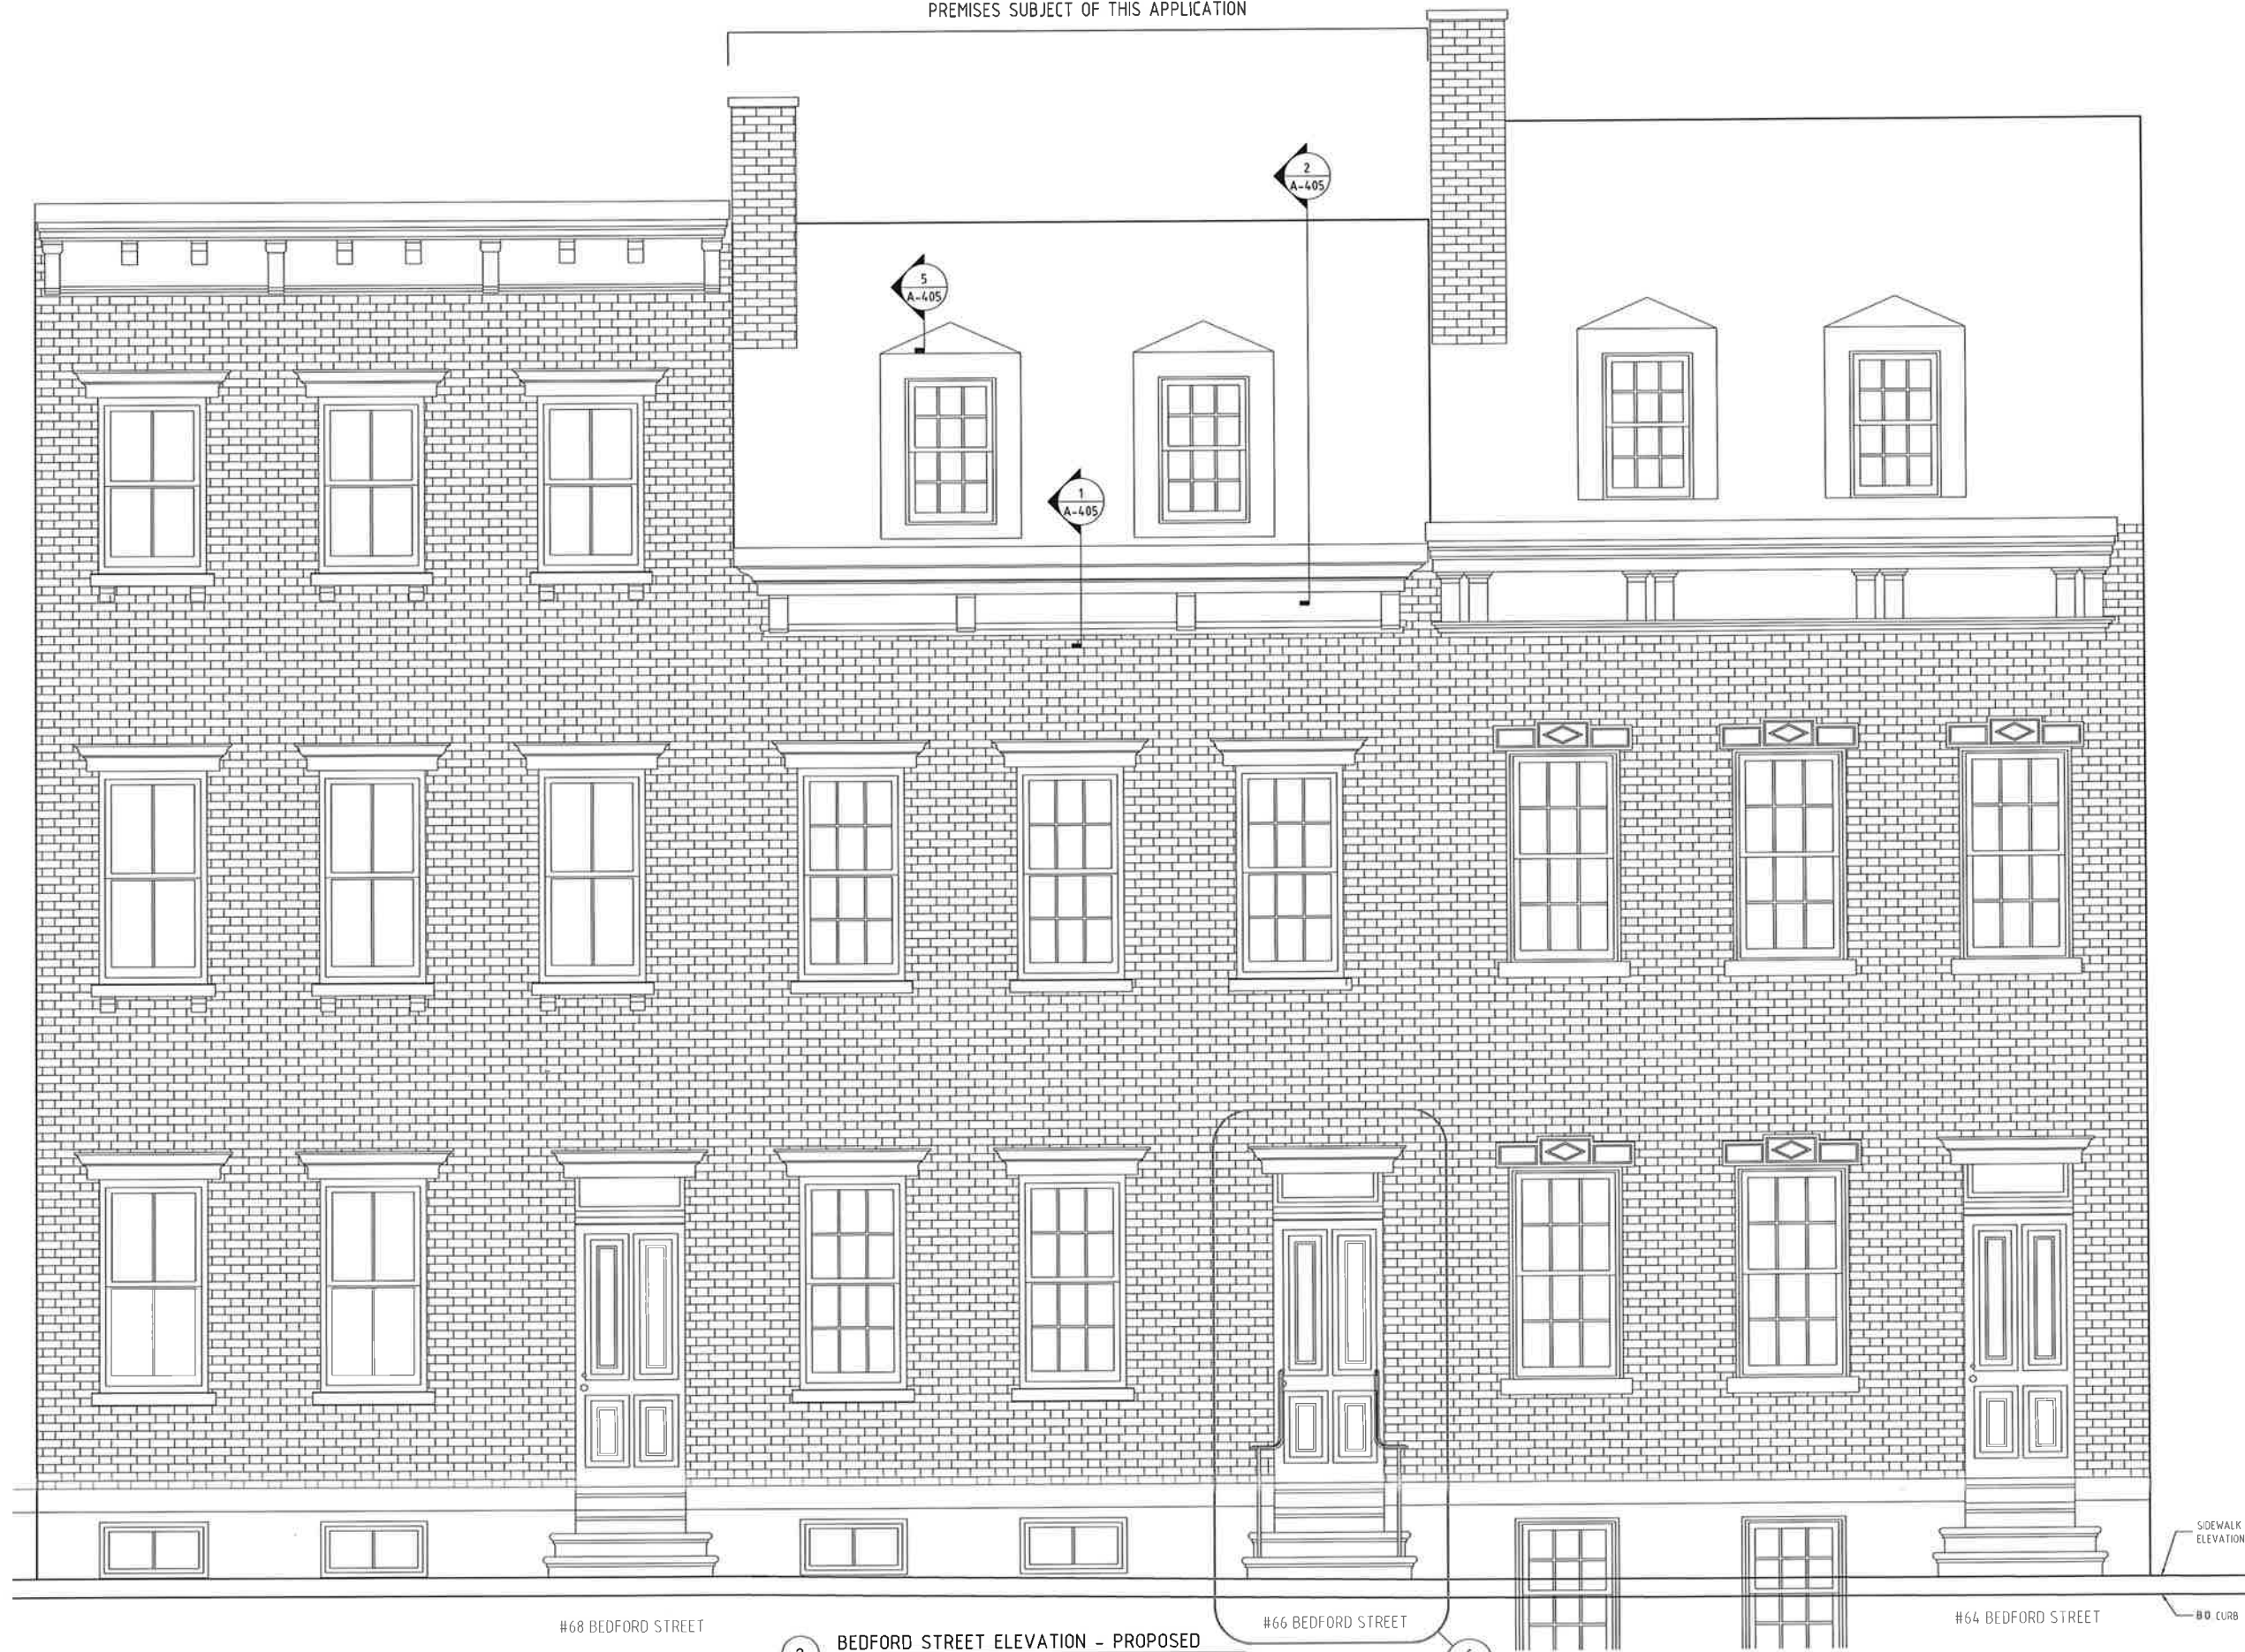 PREMISES SUBJECT OF THIS APPLICATION
2
A-405
5
A-405
1
A-405
SIDEWALK
ELEVATION
#68 BEDFORD STREET
#66 BEDFORD STREET
#64 BEDFORD STREET
CURB
BEDFORD STREET ELEVATION - PROPOSED